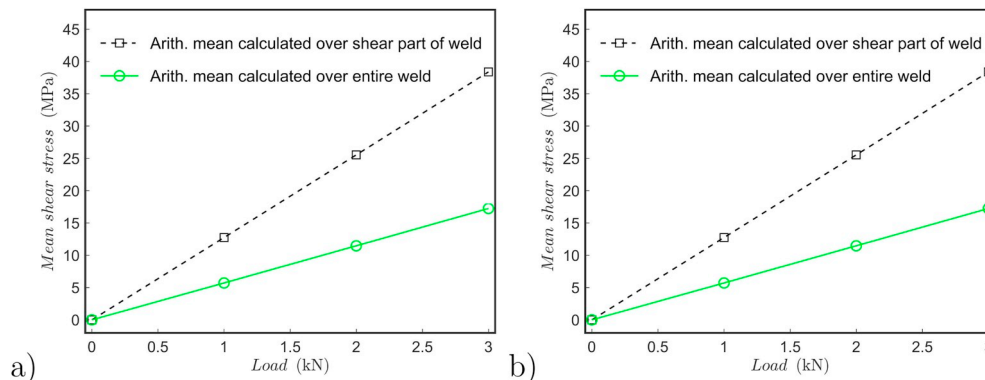 45
40
35
30
25
20
15
10
5
0
Mean shear stress (MPa)
Arith. mean calculated over shear part of weld
Arith. mean calculated over entire weld
0 0.5 1 1.5 2 2.5 3
Load (kN)
a)
45
40
35
30
25
20
15
10
5
0
Mean shear stress (MPa)
Arith. mean calculated over shear part of weld
Arith. mean calculated over entire weld
0 0.5 1 1.5 2 2.5 3
Load (kN)
b)